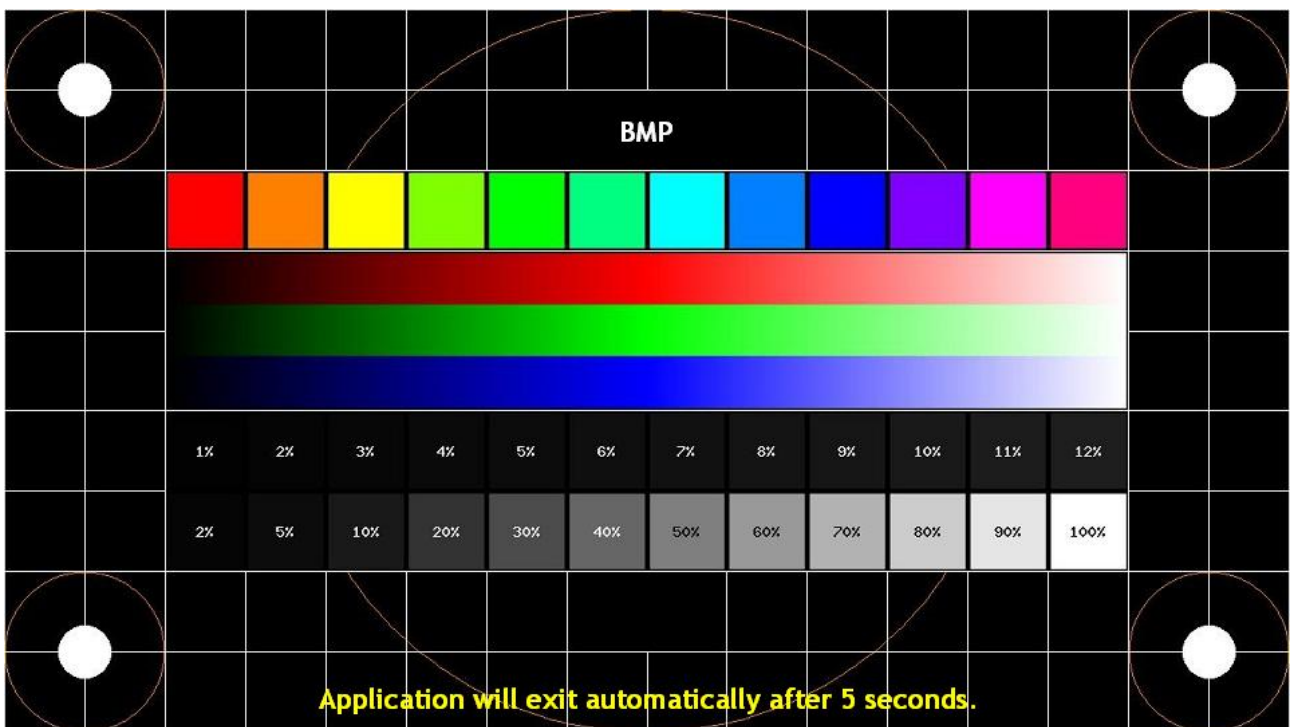 BMP
1% 2% 3% 4% 5% 6% 7% 8% 9% 10% 11% 12%
2% 5% 10% 20% 30% 40% 50% 60% 70% 80% 90% 100%
Application will exit automatically after 5 seconds.